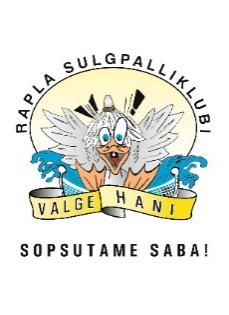 RAPLA SULGPALLIKLUBI
VALGE HANI
SOPSUTAME SABA!